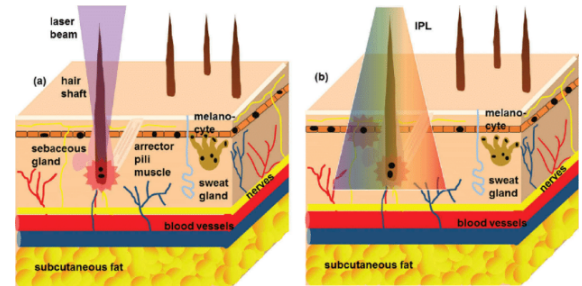 laser
beam
(a)
hair
shaft
melano-
cyte
sebaceous
gland
arrector
pili
muscle
sweat
gland
nerves
blood vessels
subcutaneous fat
IPL
(b)
melano-
cyte
sweat
gland
nerves
blood vessels
subcutaneous fat